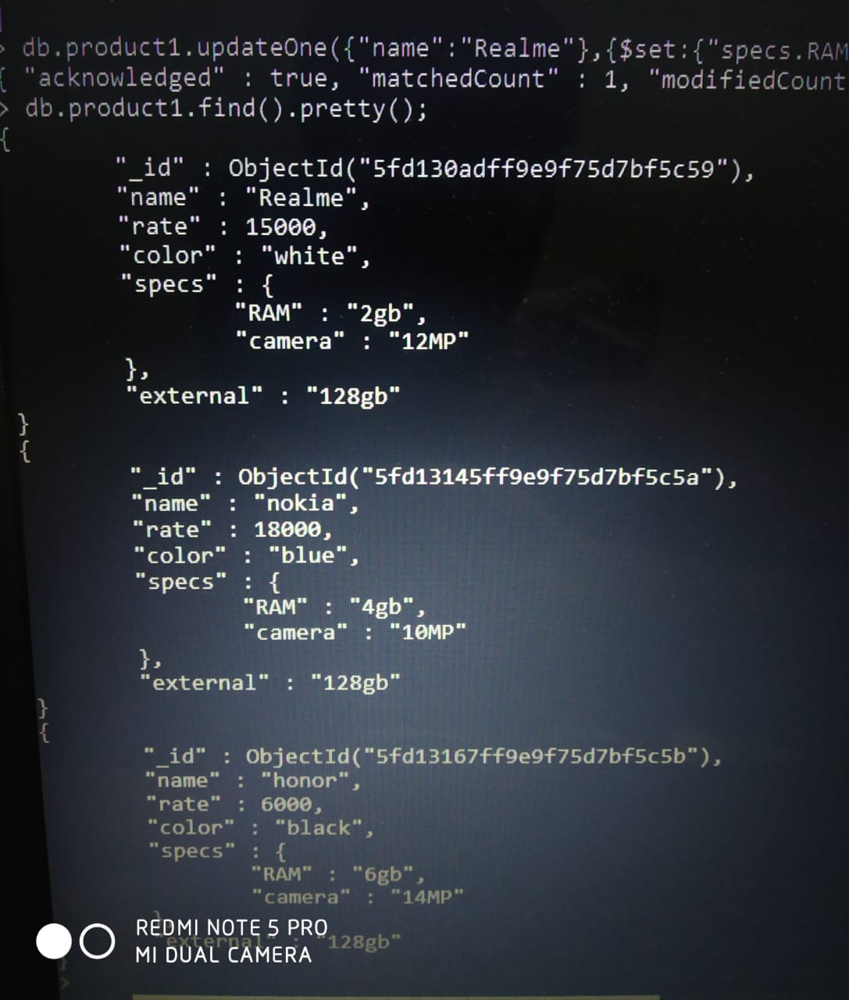 > db.product1.updateOne({"name":"Realme"},{$set:{"specs.RAM
{ "acknowledged" : true, "matchedCount" : 1, "modifiedCount
> db.product1.find().pretty();
{
"_id" : ObjectId("5fd130adff9e9f75d7bf5c59"),
"name" : "Realme",
"rate" : 15000,
"color" : "white",
"specs" : {
"RAM" : "2gb",
"camera" : "12MP"
},
"external" : "128gb"
}
{
"_id" : ObjectId("5fd13145ff9e9f75d7bf5c5a"),
"name" : "nokia",
"rate" : 18000,
"color" : "blue",
"specs" : {
"RAM" : "4gb",
"camera" : "10MP"
},
"external" : "128gb"
}
{
"_id" : ObjectId("5fd13167ff9e9f75d7bf5c5b"),
"name" : "honor",
"rate" : 6000,
"color" : "black",
"specs" : {
"RAM" : "6gb",
"camera" : "14MP"
},
"external" : "128gb"
}
>
REDMI NOTE 5 PRO
MI DUAL CAMERA